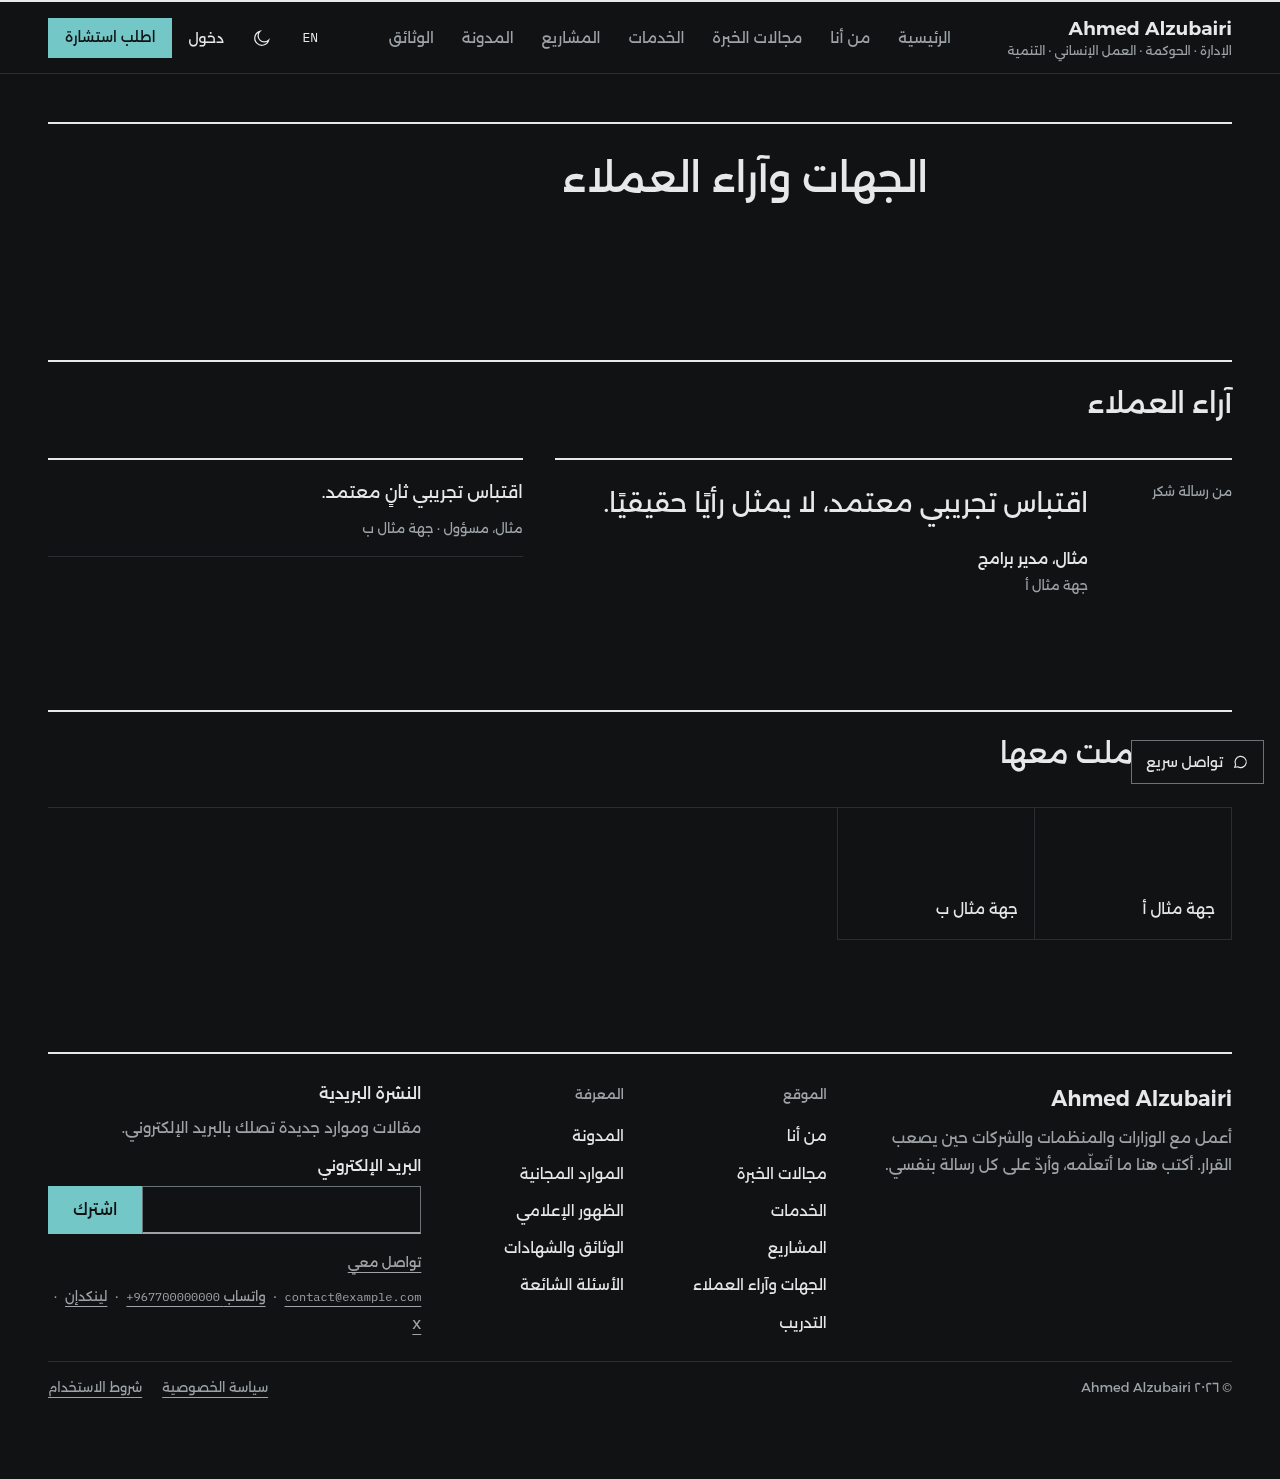 Ahmed Alzubairi
الإدارة · الحوكمة · العمل الإنساني · التنمية
الرئيسية
من أنا
مجالات الخبرة
الخدمات
المشاريع
المدونة
الوثائق
EN
دخول
اطلب استشارة
الجهات وآراء العملاء
آراء العملاء
من رسالة شكر
اقتباس تجريبي معتمد، لا يمثل رأيًا حقيقيًا.
مثال، مدير برامج
جهة مثال أ
اقتباس تجريبي ثانٍ معتمد.
مثال، مسؤول · جهة مثال ب
ملت معها
تواصل سريع
جهة مثال أ
جهة مثال ب
Ahmed Alzubairi
أعمل مع الوزارات والمنظمات والشركات حين يصعب
القرار. أكتب هنا ما أتعلّمه، وأردّ على كل رسالة بنفسي.
الموقع
من أنا
مجالات الخبرة
الخدمات
المشاريع
الجهات وآراء العملاء
التدريب
المعرفة
المدونة
الموارد المجانية
الظهور الإعلامي
الوثائق والشهادات
الأسئلة الشائعة
النشرة البريدية
مقالات وموارد جديدة تصلك بالبريد الإلكتروني.
البريد الإلكتروني
اشترك
تواصل معي
contact@example.com · واتساب +967700000000 · لينكدإن ·
X
© ٢٠٢٦ Ahmed Alzubairi
سياسة الخصوصية
شروط الاستخدام